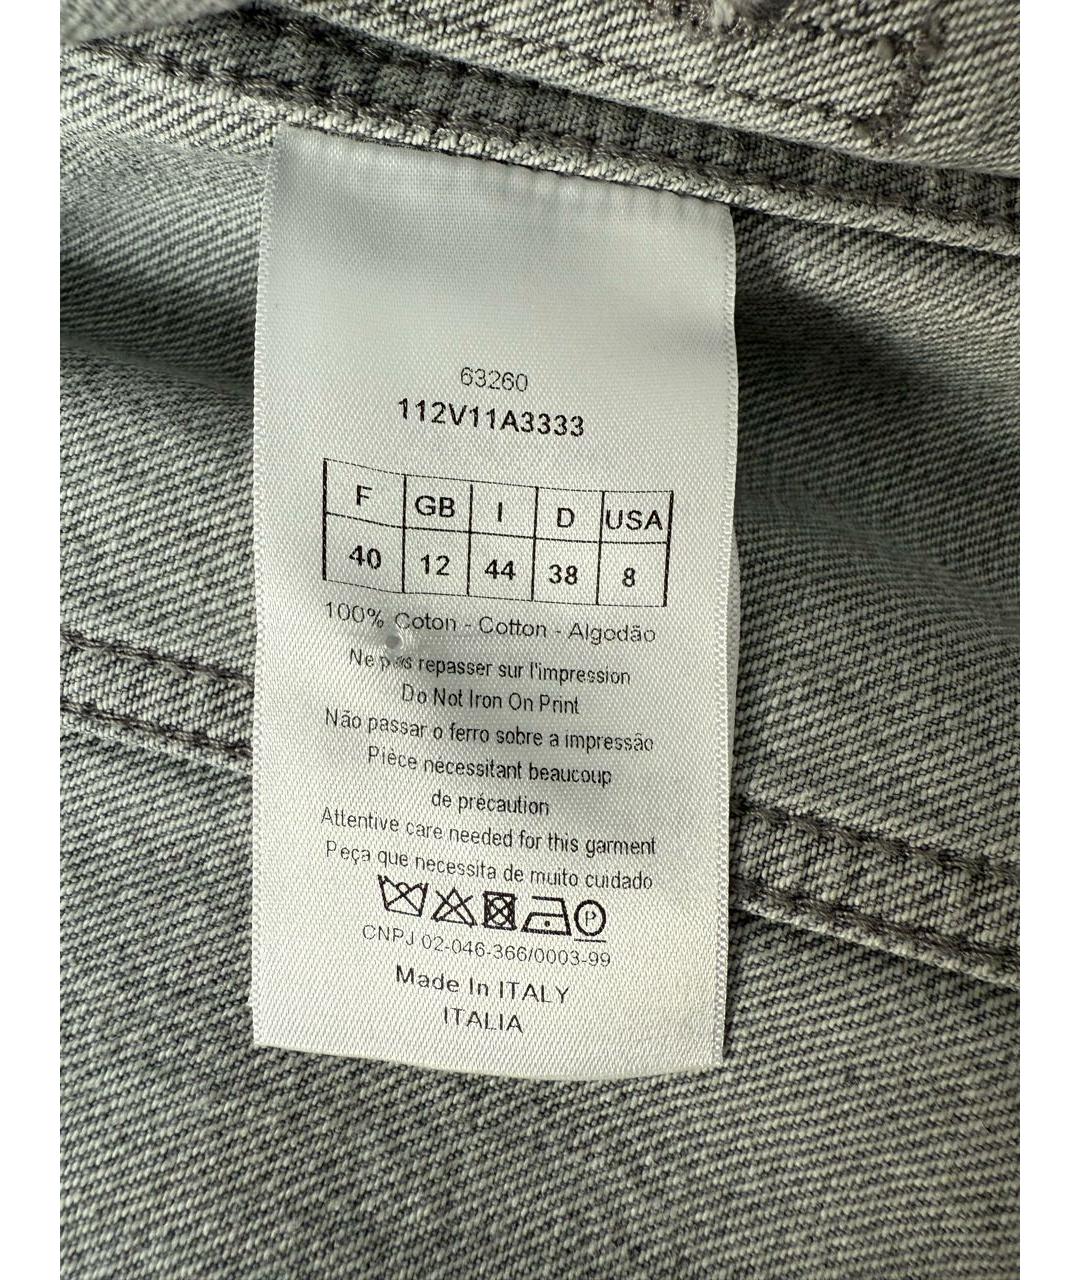 63260
112V11A3333
F GB I D USA
40 12 44 38 8
100% Coton - Cotton - Algodão
Ne pas repasser sur l'impression
Do Not Iron On Print
Não passar o ferro sobre a impressão
Pièce nécessitant beaucoup
de précaution
Attentive care needed for this garment
Peça que necessita de muito cuidado
P
CNPJ 02-046-366/0003-99
Made In ITALY
ITALIA